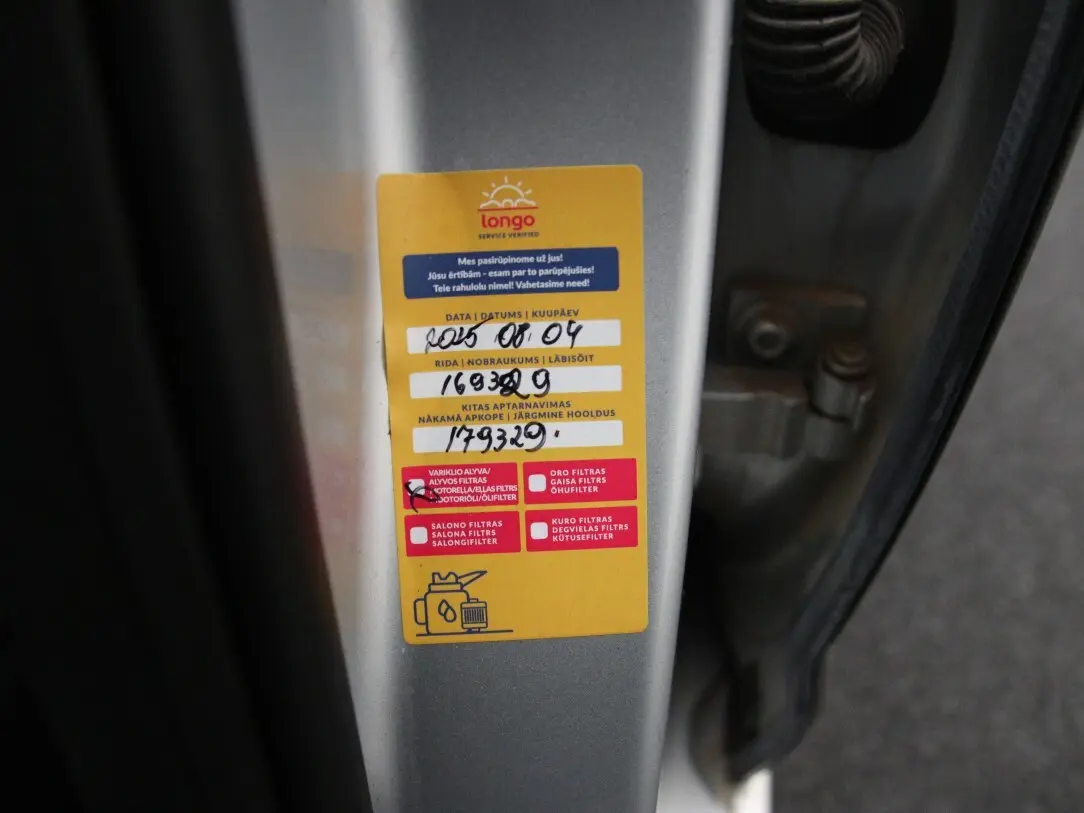 longo
SERVICE VERIFIED
Mes pasirūpinome už jus!
Jūsu ērtībām - esam par to parūpējušies!
Teie rahulolu nimel! Vahetasime need!
DATA | DATUMS | KUUPÄEV
2025 08. 04
RIDA | NOBRAUKUMS | LÄBISÕIT
169329
KITAS APTARNAVIMAS
NĀKAMĀ APKOPE | JÄRGMINE HOOLDUS
179329.
VARIKLIO ALYVA/
ALYVOS FILTRAS
MOTOREĻĻA/EĻĻAS FILTRS
MOOTORIÕLI/ÕLIFILTER
ORO FILTRAS
GAISA FILTRS
ÕHUFILTER
SALONO FILTRAS
SALONA FILTRS
SALONGIFILTER
KURO FILTRAS
DEGVIELAS FILTRS
KÜTUSEFILTER